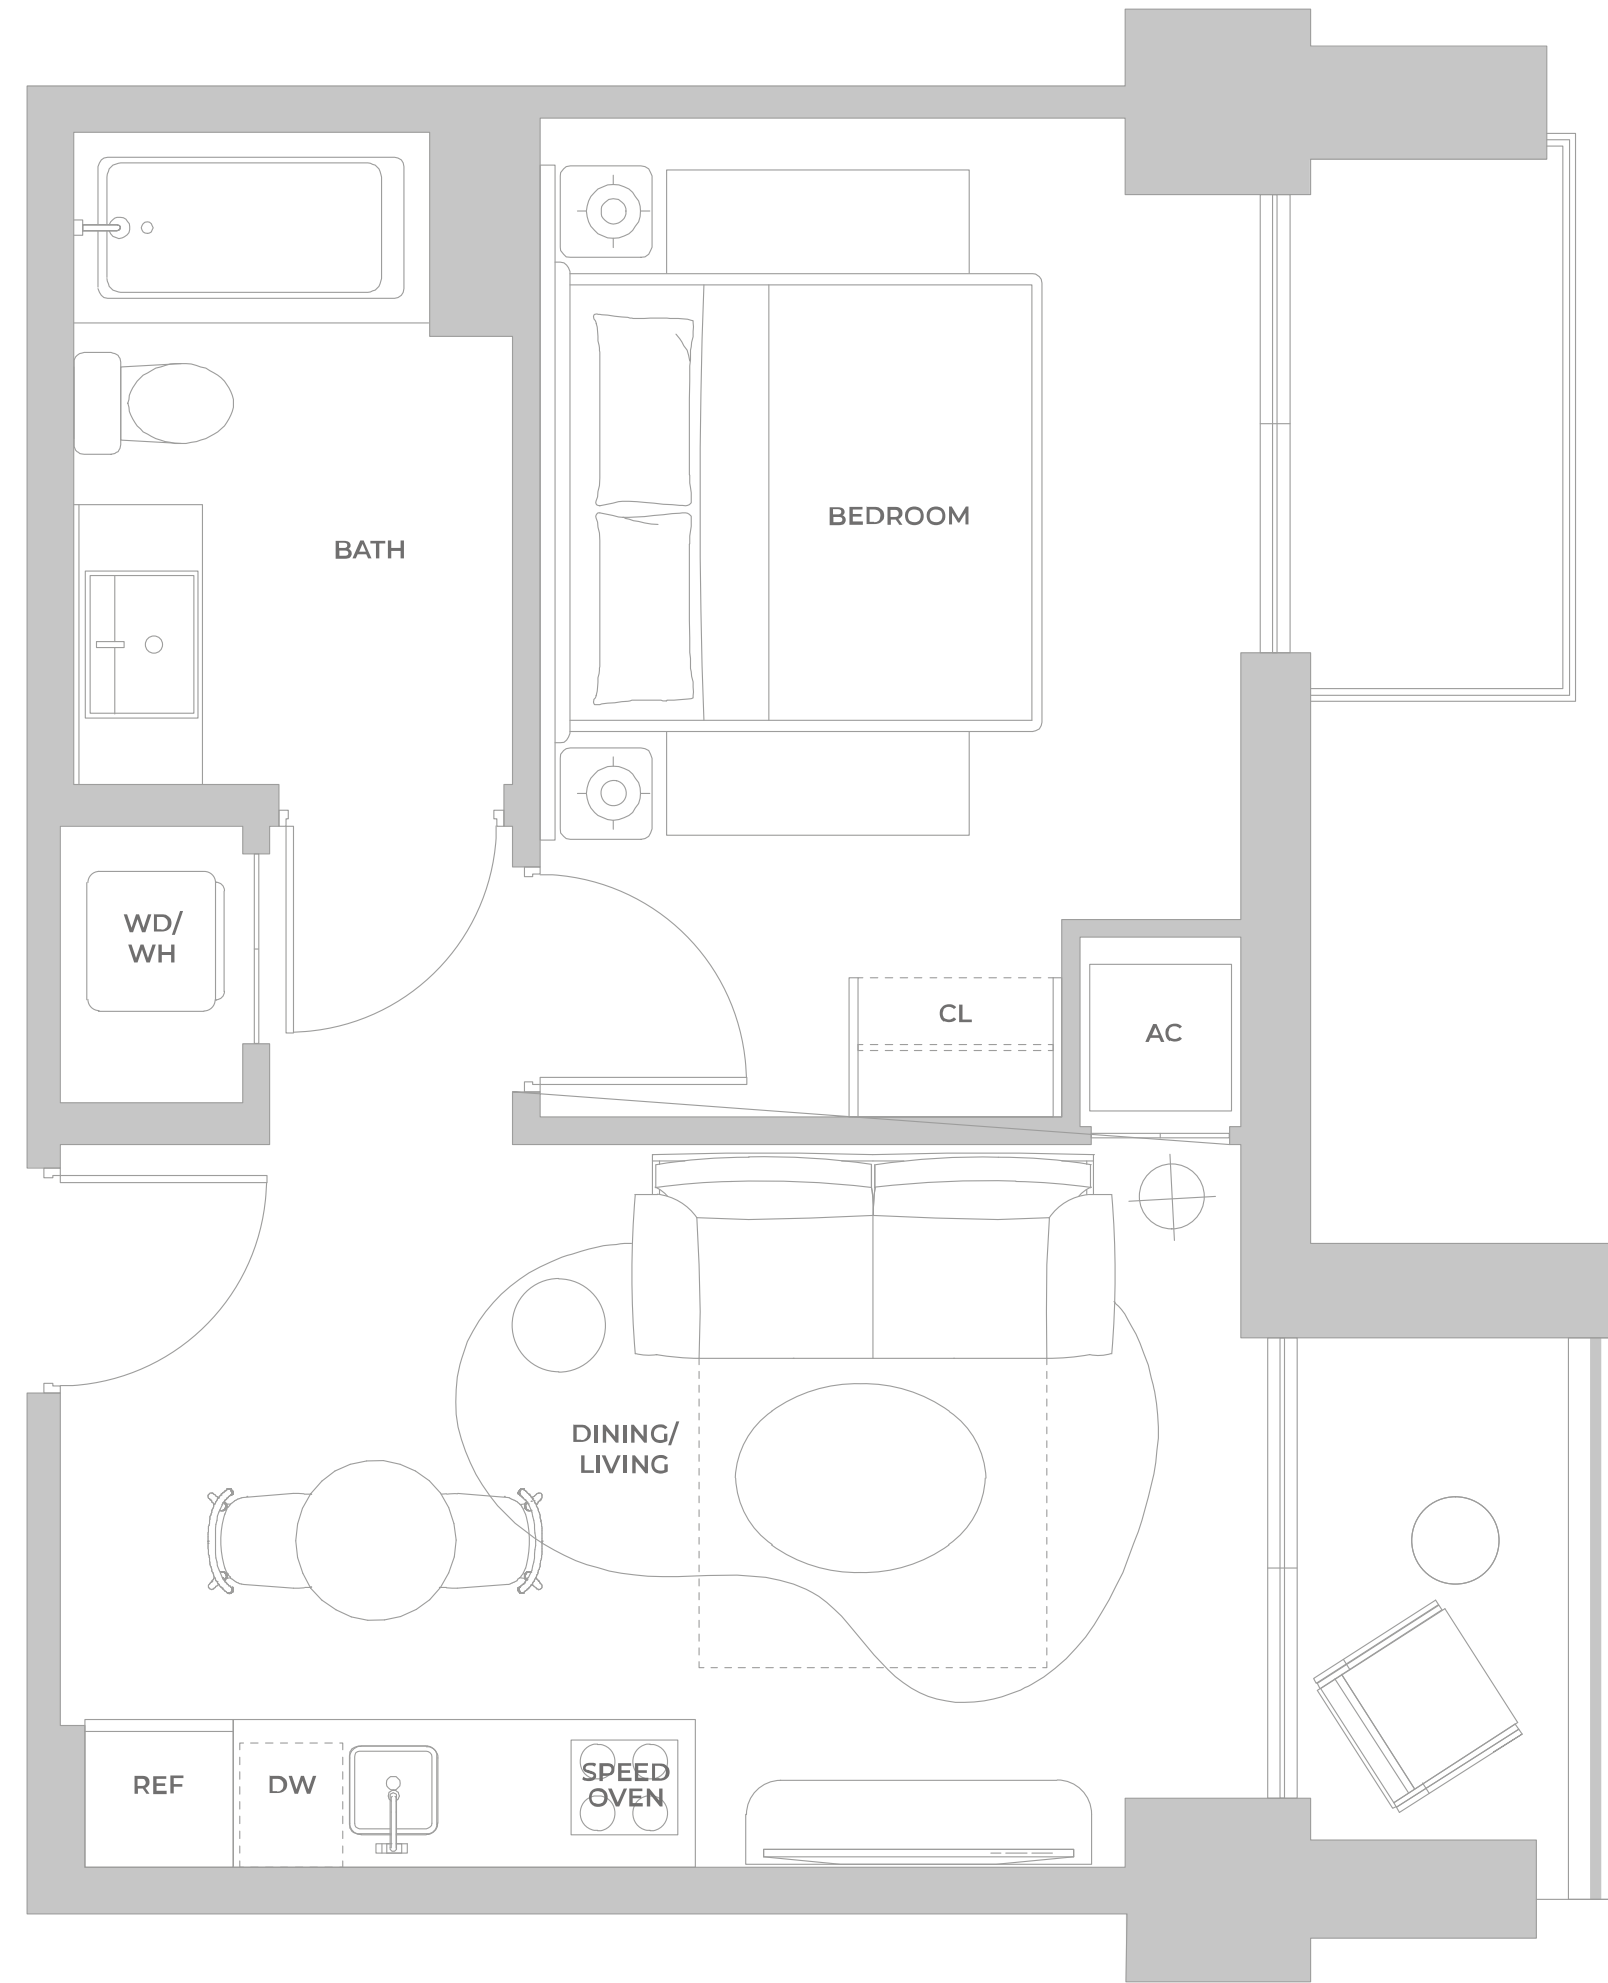 BEDROOM
BATH
WD/
WH
CL
AC
DINING/
LIVING
REF
DW
SPEED
OVEN